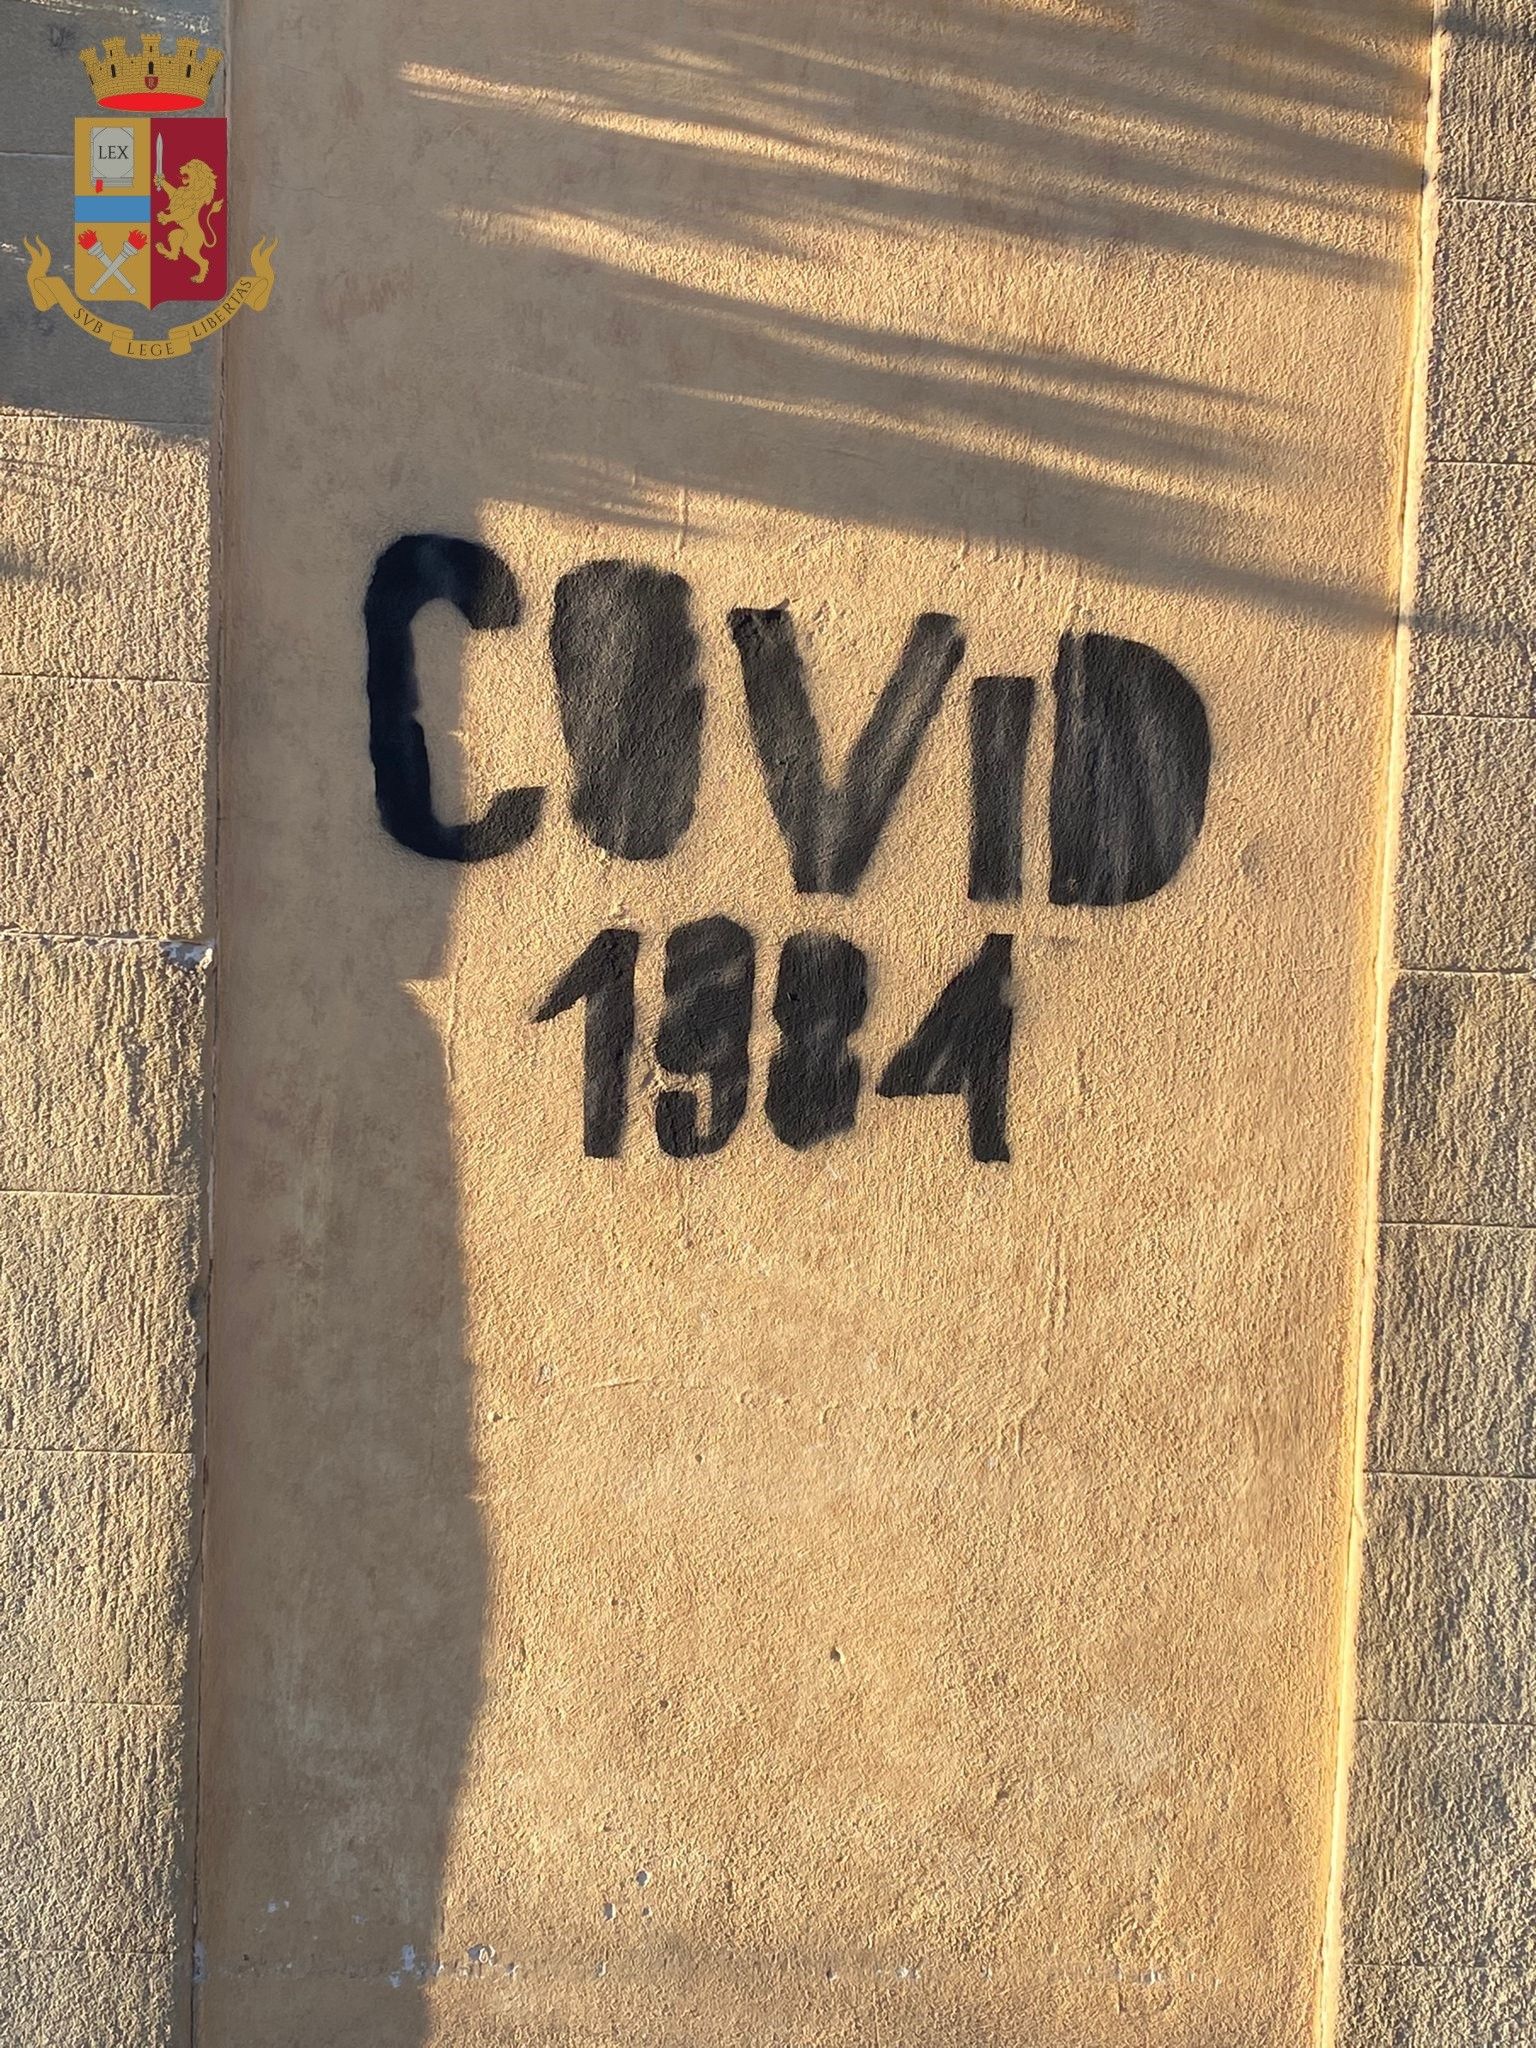 LEX
SVB LEGE LIBERTAS
COViD
1984